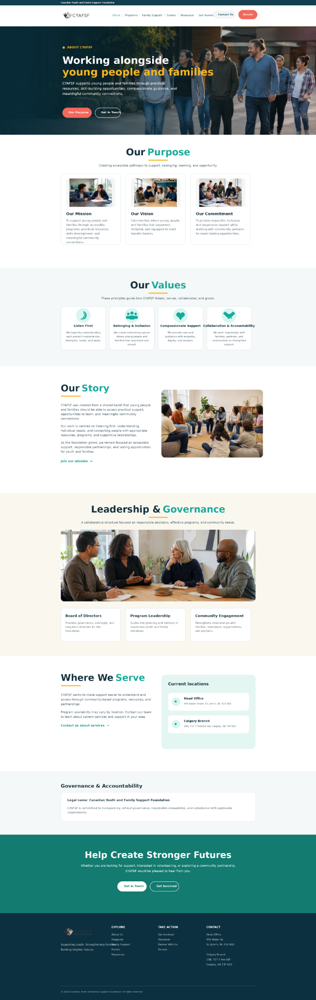 Canadian Youth and Family Support Foundation
CYAFSF
About
Programs
Family Support
Events
Resources
Get Involve
Contact Us
Donate
ABOUT CYAFSF
Working alongside
young people and families
CYAFSF supports young people and families through practical
resources, skill-building opportunities, compassionate guidance, and
meaningful community connections.
Our Purpose
Get in Touch
Our Purpose
Creating accessible pathways to support, belonging, learning, and opportunity.
Our Mission
To support young people and
families through accessible
programs, practical resources,
skills development, and
meaningful community
connections.
Our Vision
Communities where young people
and families feel supported,
included, and equipped to build
hopeful futures.
Our Commitment
To provide respectful, inclusive,
and responsive support while
working with community partners
to create lasting opportunities.
Our Values
These principles guide how CYAFSF listens, serves, collaborates, and grows.
Listen First
We begin by understanding
each person's experiences,
strengths, needs, and goals.
Belonging & Inclusion
We create welcoming spaces
where young people and
families feel respected and
valued.
Compassionate Support
We provide care and
guidance with empathy,
dignity, and respect.
Collaboration & Accountability
We work responsibly with
families, partners, and
communities to strengthen
support.
Our Story
CYAFSF was created from a shared belief that young people
and families should be able to access practical support,
opportunities to learn, and meaningful community
connections.
Our work is centred on listening first, understanding
individual needs, and connecting people with appropriate
resources, programs, and supportive relationships.
As the foundation grows, we remain focused on accessible
support, responsible partnerships, and lasting opportunities
for youth and families.
Join our mission →
Leadership & Governance
A collaborative structure focused on responsible decisions, effective programs, and community needs.
Board of Directors
Provides governance, oversight, and
long-term direction for the
foundation.
Program Leadership
Guides the planning and delivery of
responsive youth and family
initiatives.
Community Engagement
Strengthens relationships with
families, volunteers, organizations,
and partners.
Where We Serve
CYAFSF works to make support easier to understand and
access through community-based programs, resources, and
partnerships.
Program availability may vary by location. Contact our team
to learn about current services and support in your area.
Contact us about services →
Current locations
Head Office
495 Water Street, St. John's, NL A1E 6B5
Calgary Branch
10B, 717 7 Avenue SW, Calgary, AB T2P 0Z3
Governance & Accountability
Legal name: Canadian Youth and Family Support Foundation
CYAFSF is committed to transparency, ethical governance, responsible stewardship, and compliance with applicable
requirements.
Help Create Stronger Futures
Whether you are looking for support, interested in volunteering, or exploring a community partnership,
CYAFSF would be pleased to hear from you.
Get in Touch
Get Involved
CYAFSF
Supporting youth. Strengthening families.
Building brighter futures.
EXPLORE
About Us
Programs
Family Support
Events
Resources
TAKE ACTION
Get Involved
Volunteer
Partner With Us
Donate
CONTACT
Head Office
495 Water St.
St. John's, NL A1E 6B5
Calgary Branch
10B, 717 7 Ave SW
Calgary, AB T2P 0Z3
© 2026 Canadian Youth and Family Support Foundation. All rights reserved.